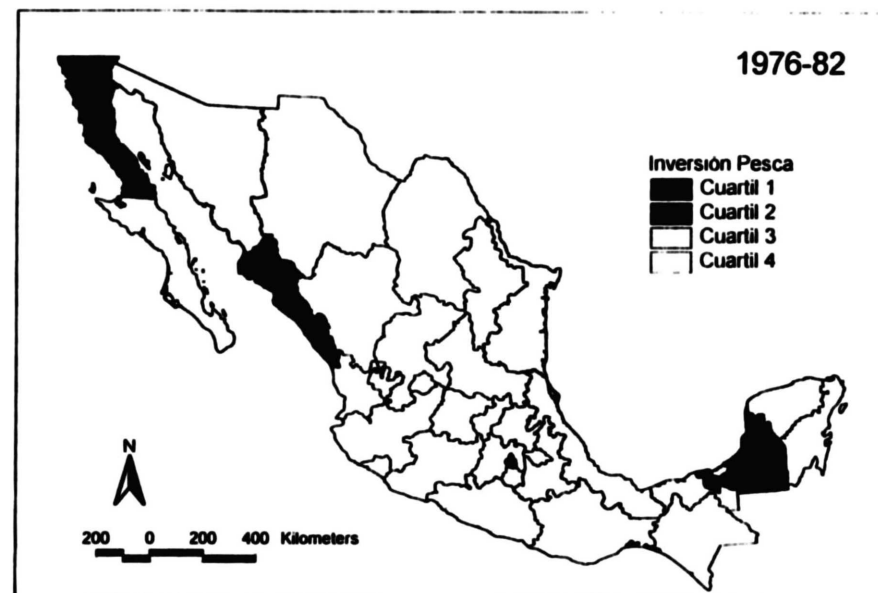 1976-82
Inversión Pesca
Cuartil 1
Cuartil 2
Cuartil 3
Cuartil 4
N
200 0 200 400 Kilometers